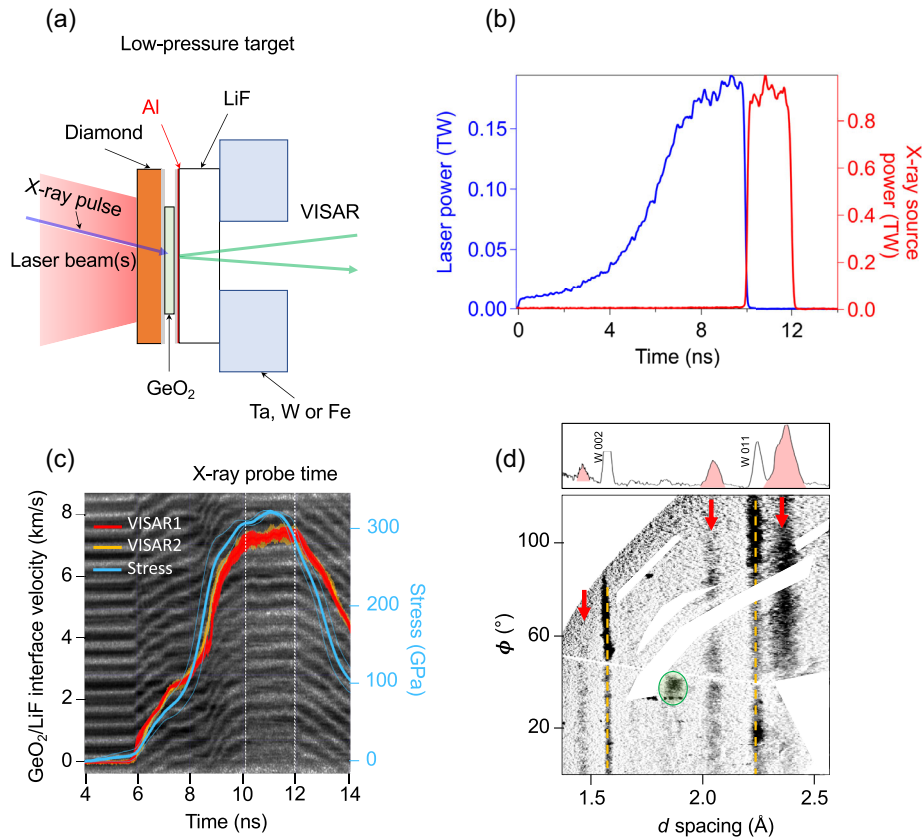 (a)
Low-pressure target
Al
LiF
Diamond
X-ray pulse
VISAR
Laser beam(s)
GeO₂
Ta, W or Fe
(b)
Laser power (TW)
0.15
0.10
0.05
0.00
0.8
0.6
0.4
0.2
0.0
X-ray source
power (TW)
0 4 8 12
Time (ns)
(c)
X-ray probe time
GeO₂/LiF interface velocity (km/s)
8
6
4
2
0
VISAR1
VISAR2
Stress
300
200
100
0
Stress (GPa)
4 6 8 10 12 14
Time (ns)
(d)
W 002
W 011
ϕ (°)
100
60
20
1.5 2.0 2.5
d spacing (Å)